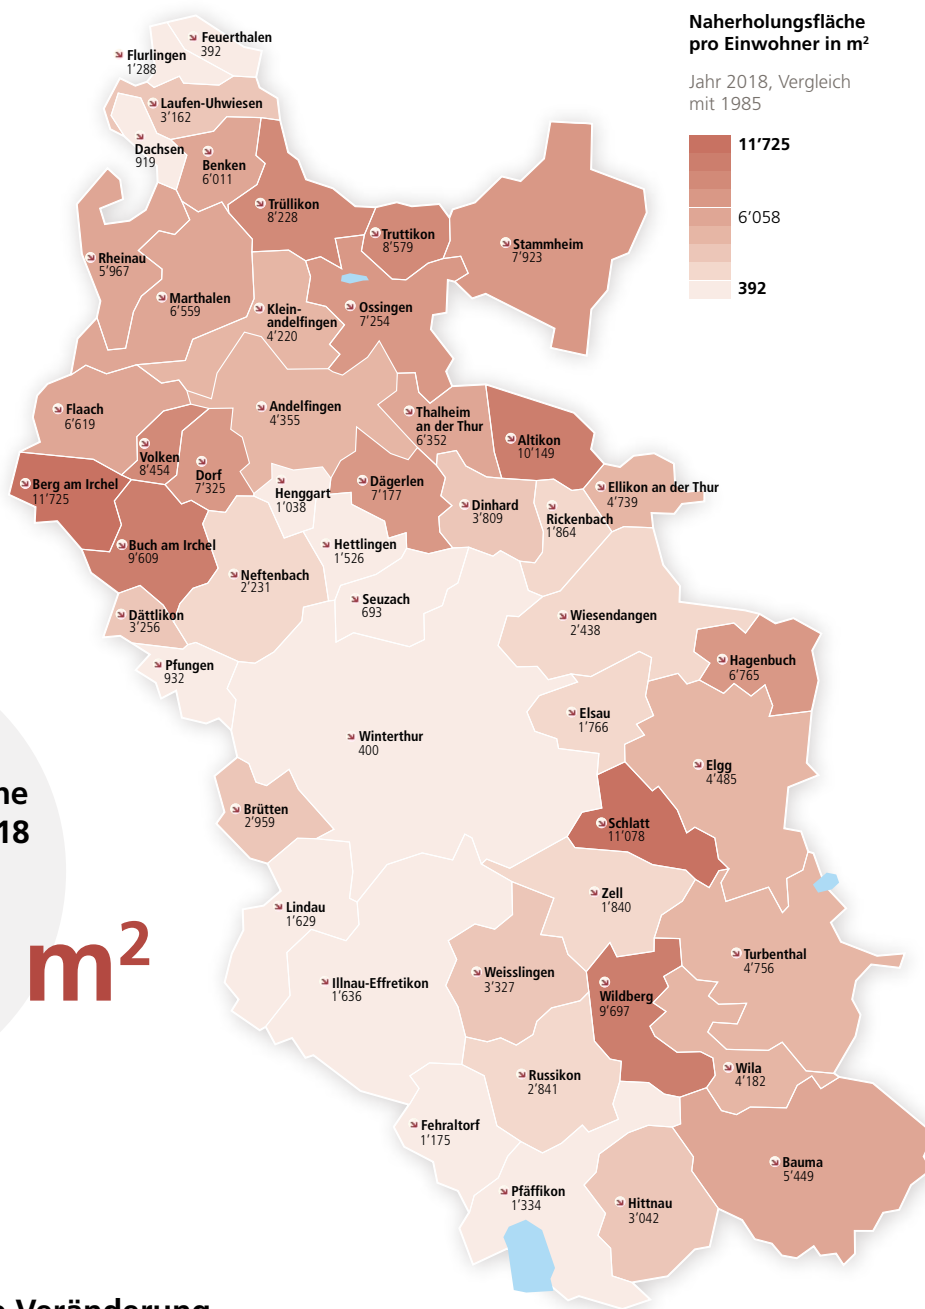 Naherholungsfläche
pro Einwohner in m²
Jahr 2018, Vergleich
mit 1985
11’725
6’058
392
Feuerthalen
392
Flurlingen
1’288
Laufen-Uhwiesen
3’162
Dachsen
919
Benken
6’011
Trüllikon
8’228
Truttikon
8’579
Stammheim
7’923
Rheinau
5’967
Marthalen
6’559
Klein-
andelfingen
4’220
Ossingen
7’254
Flaach
6’619
Andelfingen
4’355
Thalheim
an der Thur
6’352
Altikon
10’149
Volken
8’454
Dorf
7’325
Berg am Irchel
11’725
Henggart
1’038
Dägerlen
7’177
Dinhard
3’809
Rickenbach
1’864
Ellikon an der Thur
4’739
Buch am Irchel
9’609
Hettlingen
1’526
Neftenbach
2’231
Seuzach
693
Dättlikon
3’256
Wiesendangen
2’438
Pfungen
932
Hagenbuch
6’765
Elsau
1’766
Winterthur
400
Elgg
4’485
Brütten
2’959
Schlatt
11’078
ne
18
m²
Zell
1’840
Lindau
1’629
Turbenthal
4’756
Illnau-Effretikon
1’636
Weisslingen
3’327
Wildberg
9’697
Russikon
2’841
Wila
4’182
Fehraltorf
1’175
Bauma
5’449
Pfäffikon
1’334
Hittnau
3’042
Veränderung